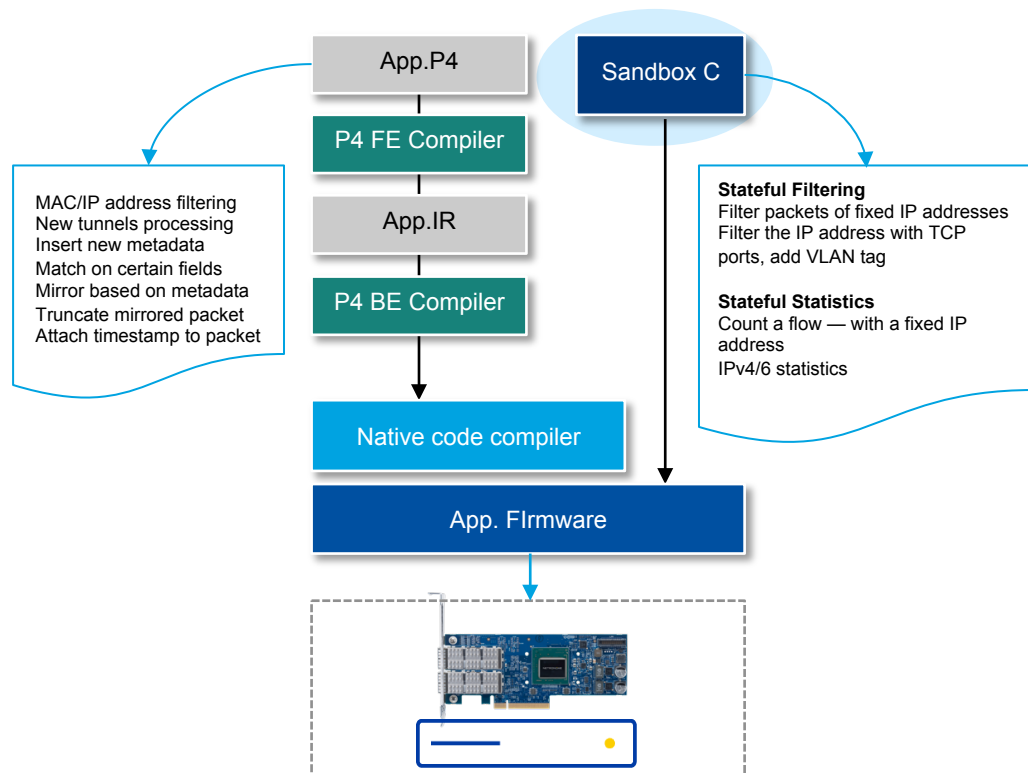 App.P4
Sandbox C
P4 FE Compiler
App.IR
P4 BE Compiler
MAC/IP address filtering
New tunnels processing
Insert new metadata
Match on certain fields
Mirror based on metadata
Truncate mirrored packet
Attach timestamp to packet
Stateful Filtering
Filter packets of fixed IP addresses
Filter the IP address with TCP
ports, add VLAN tag
Stateful Statistics
Count a flow — with a fixed IP
address
IPv4/6 statistics
Native code compiler
App. FIrmware